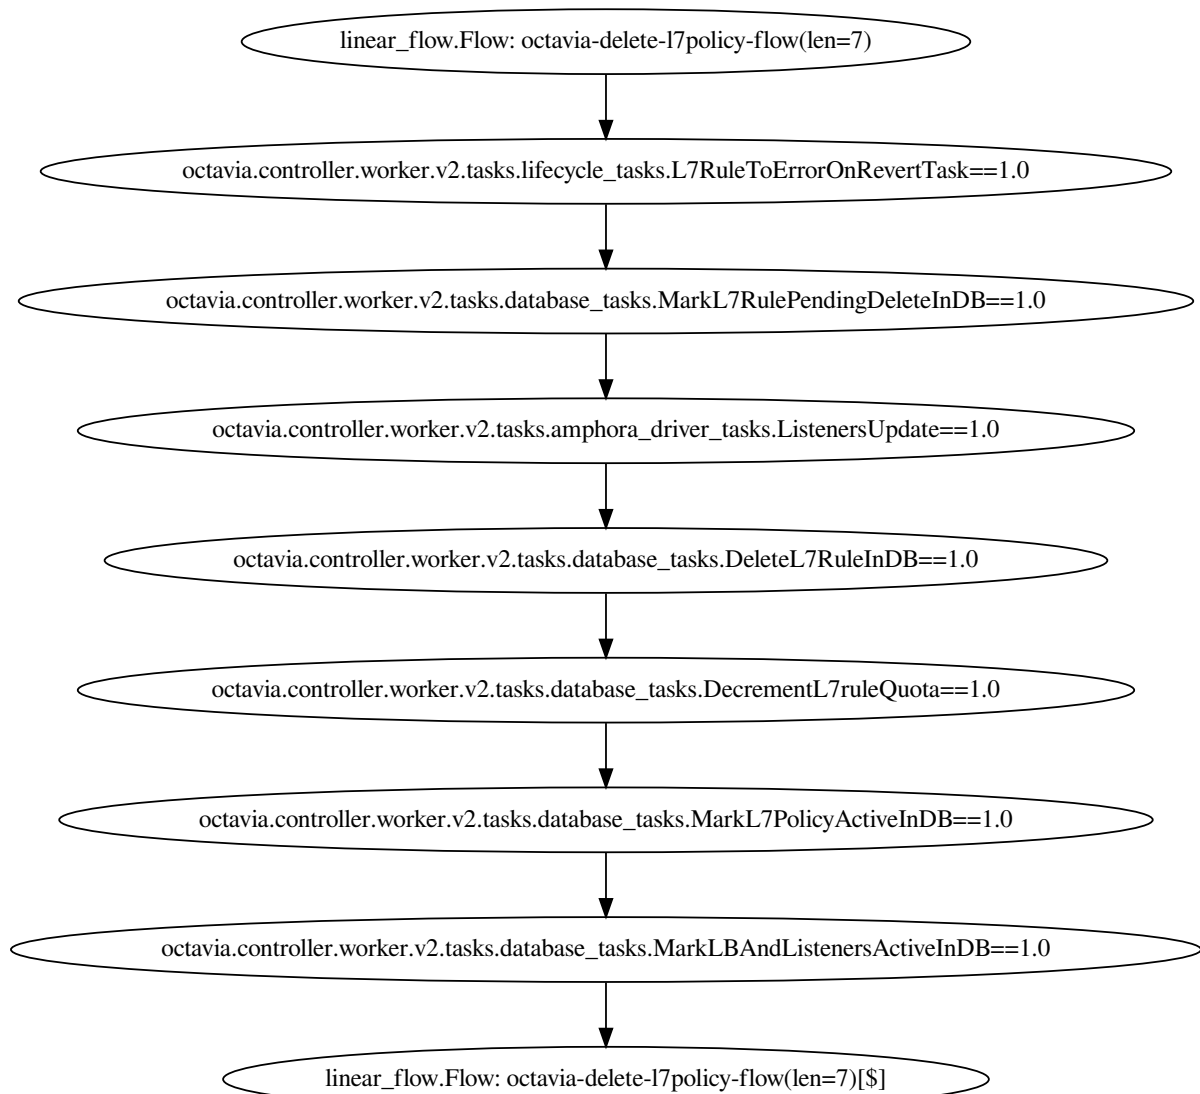 linear_flow.Flow: octavia-delete-l7policy-flow(len=7)
octavia.controller.worker.v2.tasks.lifecycle_tasks.L7RuleToErrorOnRevertTask==1.0
octavia.controller.worker.v2.tasks.database_tasks.MarkL7RulePendingDeleteInDB==1.0
octavia.controller.worker.v2.tasks.amphora_driver_tasks.ListenersUpdate==1.0
octavia.controller.worker.v2.tasks.database_tasks.DeleteL7RuleInDB==1.0
octavia.controller.worker.v2.tasks.database_tasks.DecrementL7ruleQuota==1.0
octavia.controller.worker.v2.tasks.database_tasks.MarkL7PolicyActiveInDB==1.0
octavia.controller.worker.v2.tasks.database_tasks.MarkLBAndListenersActiveInDB==1.0
linear_flow.Flow: octavia-delete-l7policy-flow(len=7)[$]